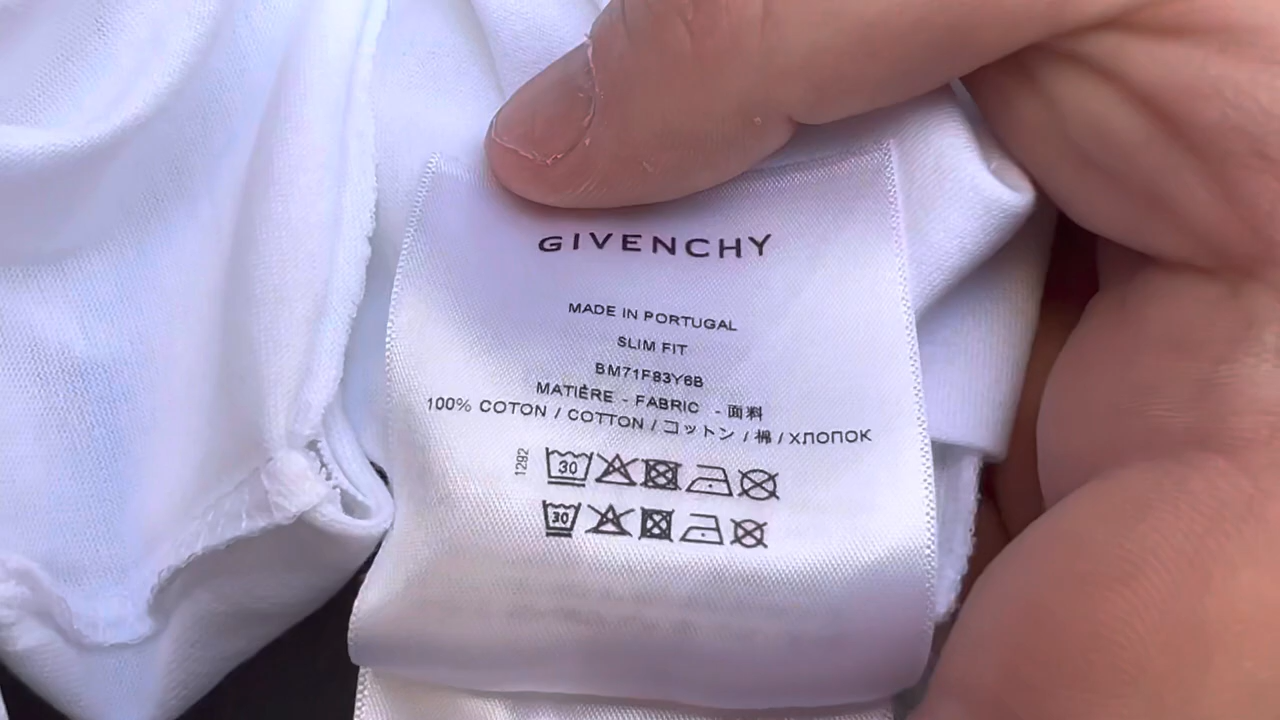 GIVENCHY
MADE IN PORTUGAL
SLIM FIT
BM71F83Y6B
MATIÈRE - FABRIC - 面料
100% COTON / COTTON / コットン / 棉 / ХЛОПОК
1292
30
30